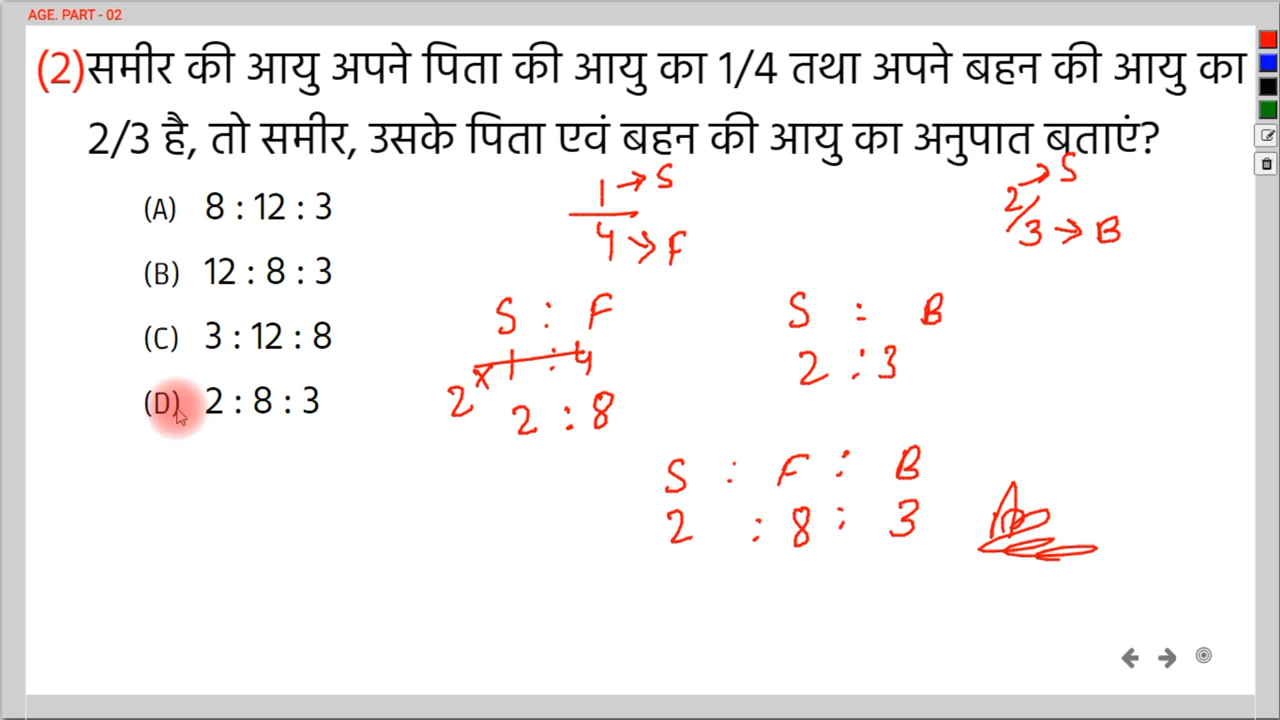 AGE. PART - 02
(2)समीर की आयु अपने पिता की आयु का 1/4 तथा अपने बहन की आयु का
2/3 है, तो समीर, उसके पिता एवं बहन की आयु का अनुपात बताएं?
(A) 8 : 12 : 3
(B) 12 : 8 : 3
(C) 3 : 12 : 8
(D) 2 : 8 : 3
1 → S
4 → F
2/3 → S
→ B
S : F
2 × 1 : 4
2 : 8
S : B
2 : 3
S : F : B
2 : 8 : 3